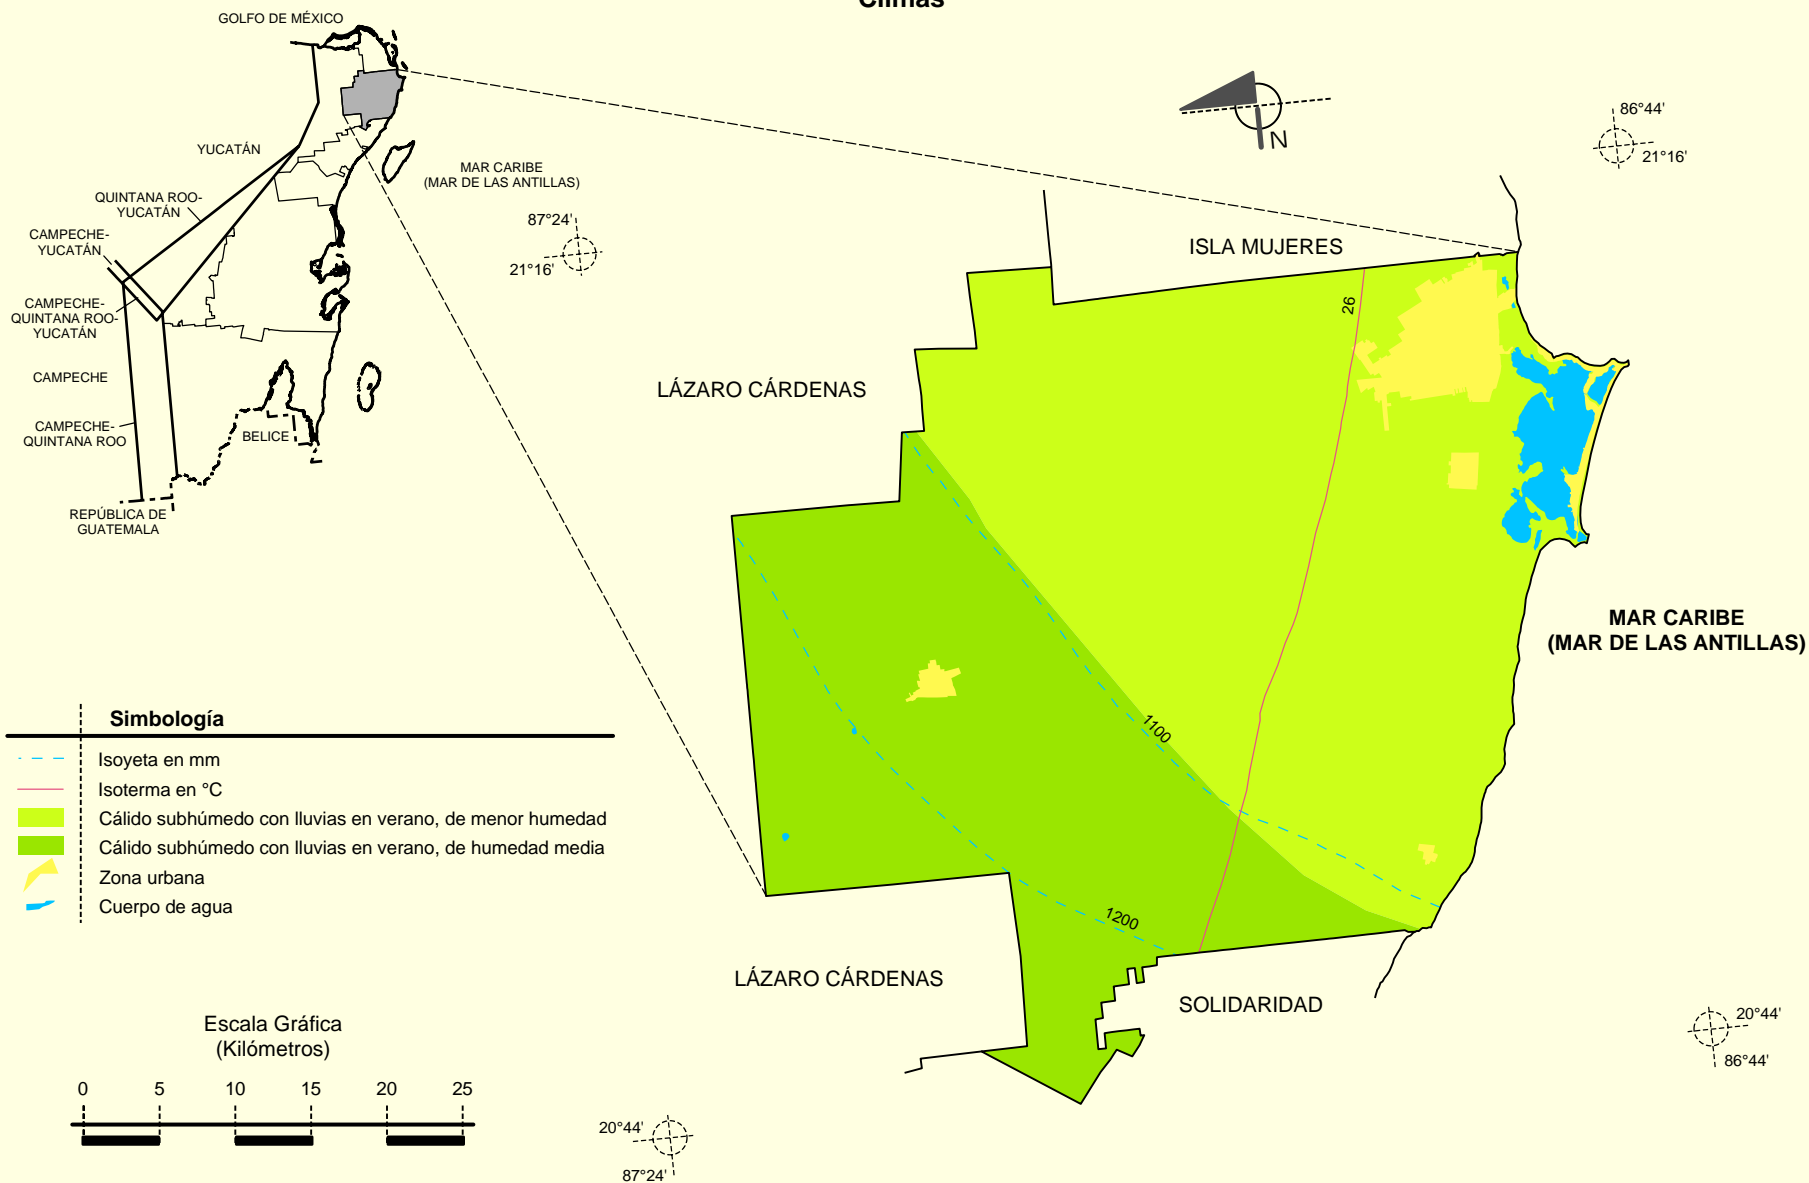 Climas
GOLFO DE MÉXICO
YUCATÁN
MAR CARIBE
(MAR DE LAS ANTILLAS)
QUINTANA ROO-
YUCATÁN
CAMPECHE-
YUCATÁN
CAMPECHE-
QUINTANA ROO-
YUCATÁN
CAMPECHE
CAMPECHE-
QUINTANA ROO
BELICE
REPÚBLICA DE
GUATEMALA
N
86°44'
21°16'
87°24'
21°16'
ISLA MUJERES
26
LÁZARO CÁRDENAS
MAR CARIBE
(MAR DE LAS ANTILLAS)
1100
1200
LÁZARO CÁRDENAS
SOLIDARIDAD
20°44'
86°44'
20°44'
87°24'
Simbología
Isoyeta en mm
Isoterma en °C
Cálido subhúmedo con lluvias en verano, de menor humedad
Cálido subhúmedo con lluvias en verano, de humedad media
Zona urbana
Cuerpo de agua
Escala Gráfica
(Kilómetros)
0 5 10 15 20 25